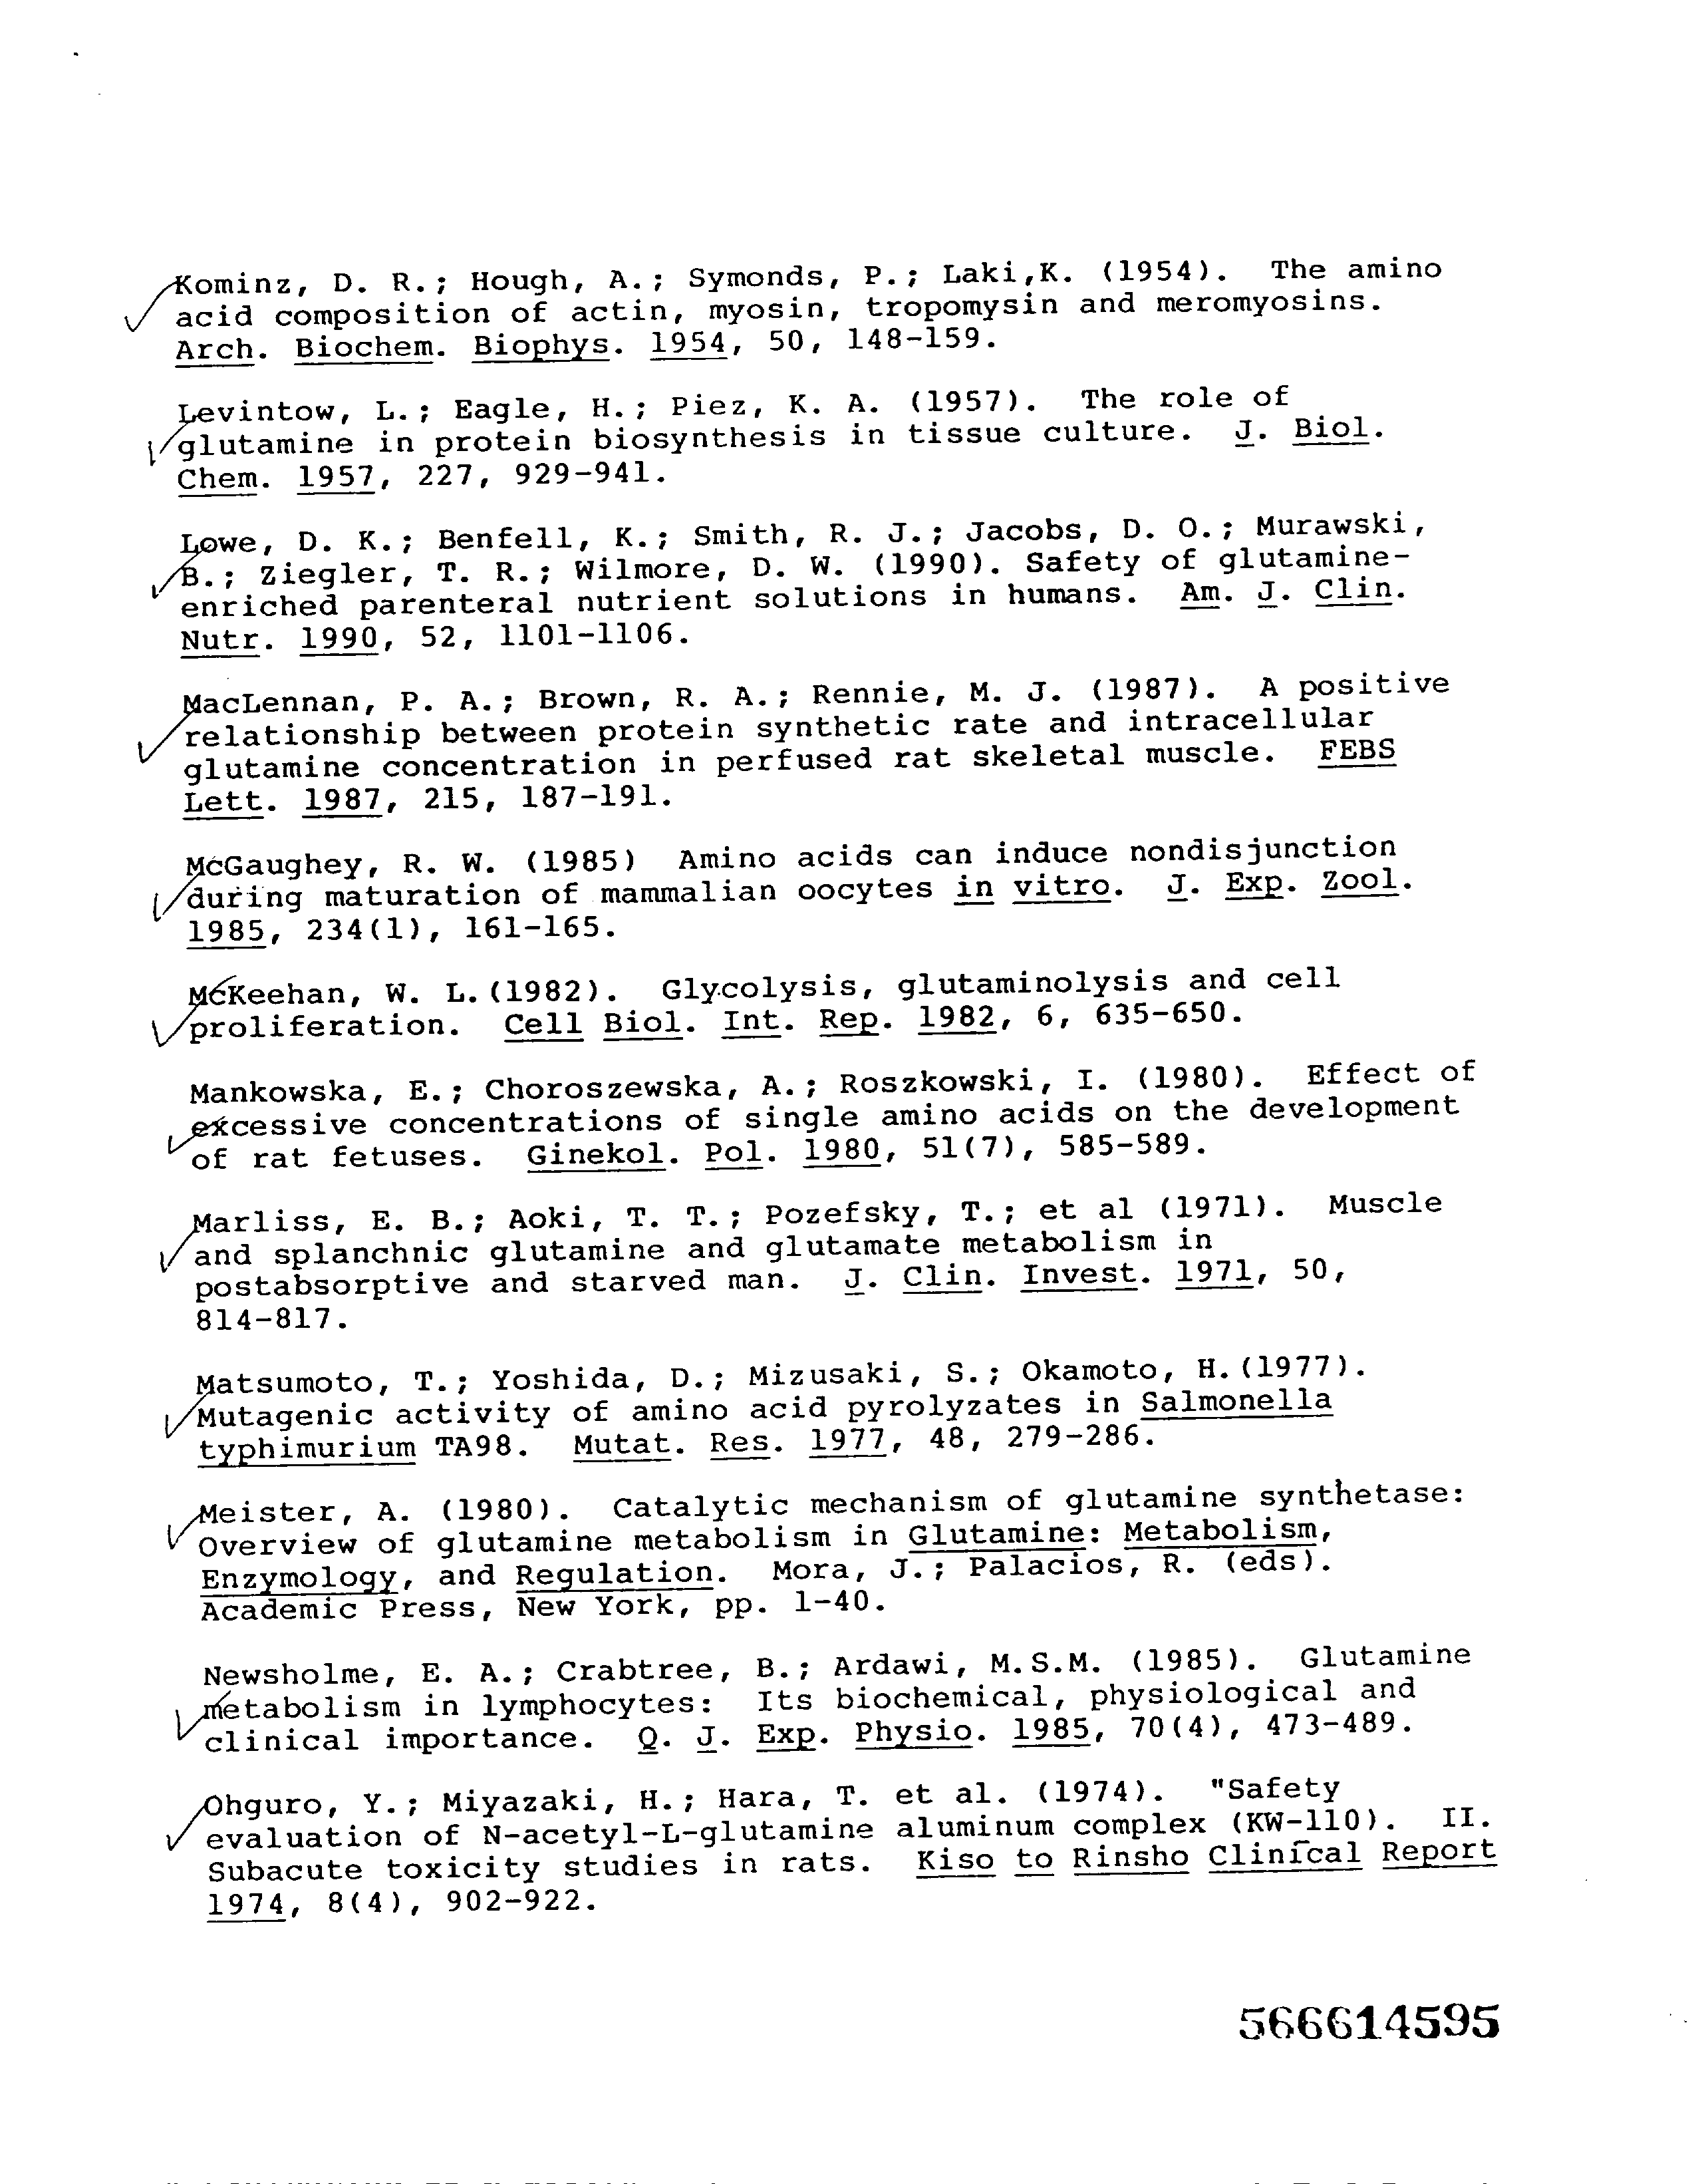 Kominz, D. R.; Hough, A.; Symonds, P.; Laki,K. (1954). The amino
acid composition of actin, myosin, tropomysin and meromyosins.
Arch. Biochem. Biophys. 1954, 50, 148-159.
Levintow, L.; Eagle, H.; Piez, K. A. (1957). The role of
glutamine in protein biosynthesis in tissue culture. J. Biol.
Chem. 1957, 227, 929-941.
Lowe, D. K.; Benfell, K.; Smith, R. J.; Jacobs, D. O.; Murawski,
B.; Ziegler, T. R.; Wilmore, D. W. (1990). Safety of glutamine-
enriched parenteral nutrient solutions in humans. Am. J. Clin.
Nutr. 1990, 52, 1101-1106.
MacLennan, P. A.; Brown, R. A.; Rennie, M. J. (1987). A positive
relationship between protein synthetic rate and intracellular
glutamine concentration in perfused rat skeletal muscle. FEBS
Lett. 1987, 215, 187-191.
McGaughey, R. W. (1985) Amino acids can induce nondisjunction
during maturation of mammalian oocytes in vitro. J. Exp. Zool.
1985, 234(1), 161-165.
McKeehan, W. L.(1982). Glycolysis, glutaminolysis and cell
proliferation. Cell Biol. Int. Rep. 1982, 6, 635-650.
Mankowska, E.; Choroszewska, A.; Roszkowski, I. (1980). Effect of
excessive concentrations of single amino acids on the development
of rat fetuses. Ginekol. Pol. 1980, 51(7), 585-589.
Marliss, E. B.; Aoki, T. T.; Pozefsky, T.; et al (1971). Muscle
and splanchnic glutamine and glutamate metabolism in
postabsorptive and starved man. J. Clin. Invest. 1971, 50,
814-817.
Matsumoto, T.; Yoshida, D.; Mizusaki, S.; Okamoto, H.(1977).
Mutagenic activity of amino acid pyrolyzates in Salmonella
typhimurium TA98. Mutat. Res. 1977, 48, 279-286.
Meister, A. (1980). Catalytic mechanism of glutamine synthetase:
Overview of glutamine metabolism in Glutamine: Metabolism,
Enzymology, and Regulation. Mora, J.; Palacios, R. (eds).
Academic Press, New York, pp. 1-40.
Newsholme, E. A.; Crabtree, B.; Ardawi, M.S.M. (1985). Glutamine
metabolism in lymphocytes: Its biochemical, physiological and
clinical importance. Q. J. Exp. Physio. 1985, 70(4), 473-489.
Ohguro, Y.; Miyazaki, H.; Hara, T. et al. (1974). "Safety
evaluation of N-acetyl-L-glutamine aluminum complex (KW-110). II.
Subacute toxicity studies in rats. Kiso to Rinsho Clinical Report
1974, 8(4), 902-922.
566614595